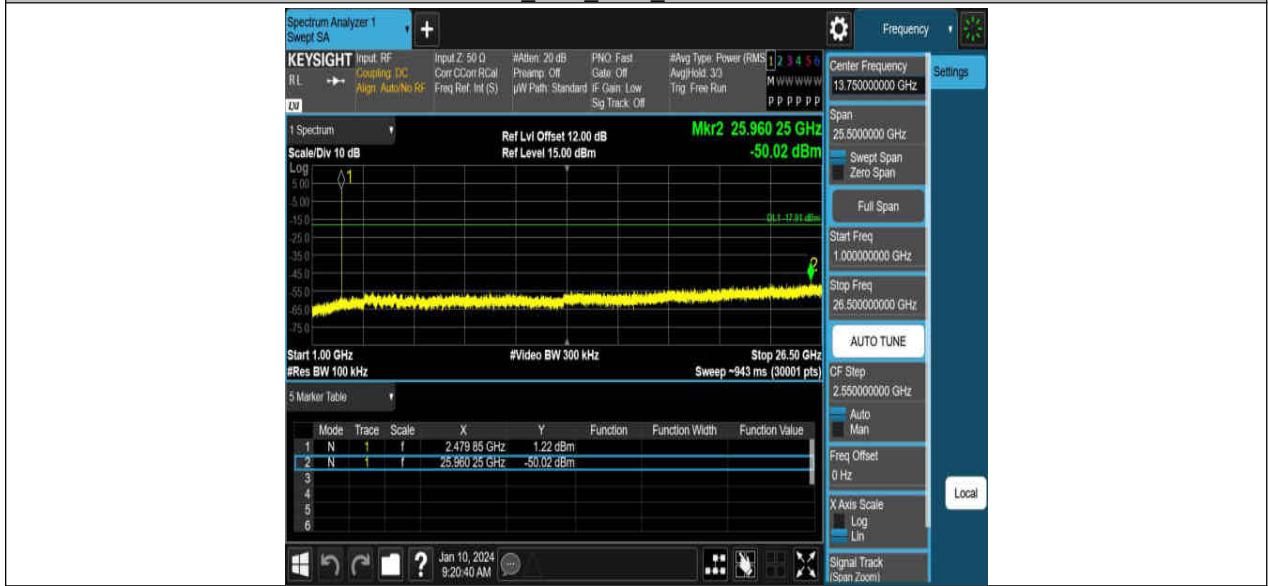 Spectrum Analyzer 1
Swept SA
+
Frequency
KEYSIGHT
RL
LXI
Input: RF
Coupling: DC
Align: Auto/No RF
Input Z: 50 Ω
Corr CCorr RCal
Freq Ref: Int (S)
#Atten: 20 dB
Preamp: Off
µW Path: Standard
PNO: Fast
Gate: Off
IF Gain: Low
Sig Track: Off
#Avg Type: Power (RMS
Avg|Hold: 3/3
Trig: Free Run
1 2 3 4 5 6
M W W W W W
P P P P P P
1 Spectrum
Scale/Div 10 dB
Ref Lvl Offset 12.00 dB
Ref Level 15.00 dBm
Mkr2 25.960 25 GHz
-50.02 dBm
Log
5.00
-5.00
-15.0
-25.0
-35.0
-45.0
-55.0
-65.0
-75.0
1
DL1 -17.91 dBm
2
Start 1.00 GHz
#Res BW 100 kHz
#Video BW 300 kHz
Stop 26.50 GHz
Sweep ~943 ms (30001 pts)
5 Marker Table
Mode Trace Scale X Y Function Function Width Function Value
1 N 1 f 2.479 85 GHz 1.22 dBm
2 N 1 f 25.960 25 GHz -50.02 dBm
3
4
5
6
?
Jan 10, 2024
9:20:40 AM
Center Frequency
13.750000000 GHz
Settings
Span
25.5000000 GHz
Swept Span
Zero Span
Full Span
Start Freq
1.000000000 GHz
Stop Freq
26.500000000 GHz
AUTO TUNE
CF Step
2.550000000 GHz
Auto
Man
Freq Offset
0 Hz
X Axis Scale
Log
Lin
Local
Signal Track
(Span Zoom)